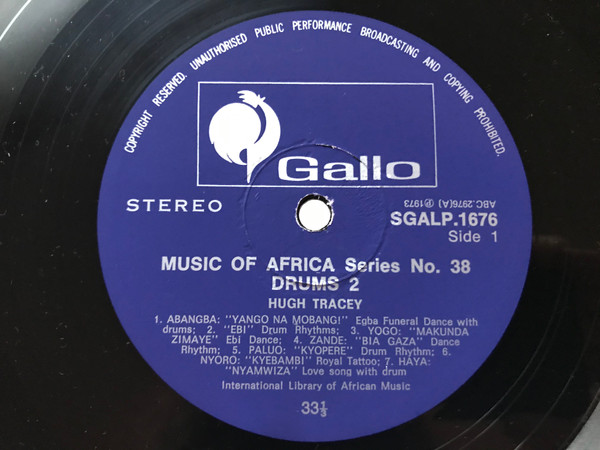 COPYRIGHT RESERVED. UNAUTHORISED PUBLIC PERFORMANCE BROADCASTING AND COPYING PROHIBITED.
Gallo
STEREO
ABC.2976(A) ℗1973
SGALP.1676
Side 1
MUSIC OF AFRICA Series No. 38
DRUMS 2
HUGH TRACEY
1. ABANGBA: "YANGO NA MOBANG!" Egba Funeral Dance with
drums; 2. "EBI" Drum Rhythms; 3. YOGO: "MAKUNDA
ZIMAYE" Ebi Dance; 4. ZANDE: "BIA GAZA" Dance
Rhythm; 5. PALUO: "KYOPERE" Drum Rhythm; 6.
NYORO: "KYEBAMBI" Royal Tattoo; 7. HAYA:
"NYAMWIZA" Love song with drum
International Library of African Music
33⅓